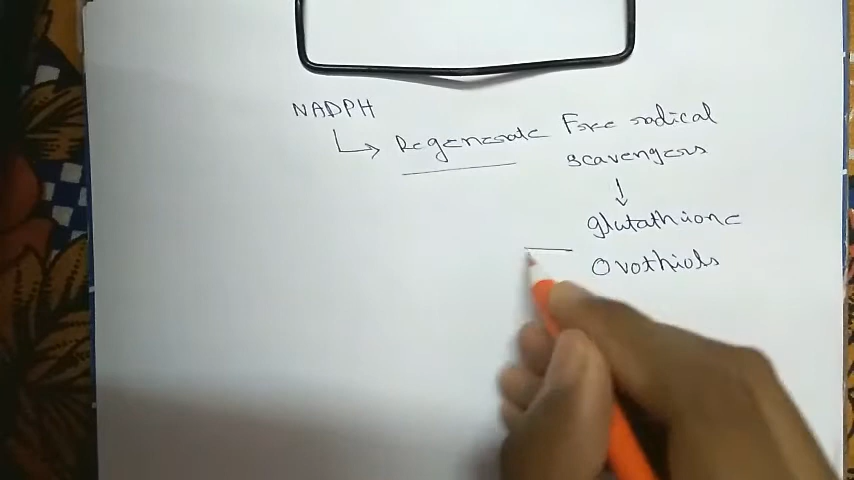 NADPH
Regenerate Free radical
scavengers
glutathione
Ovothiols